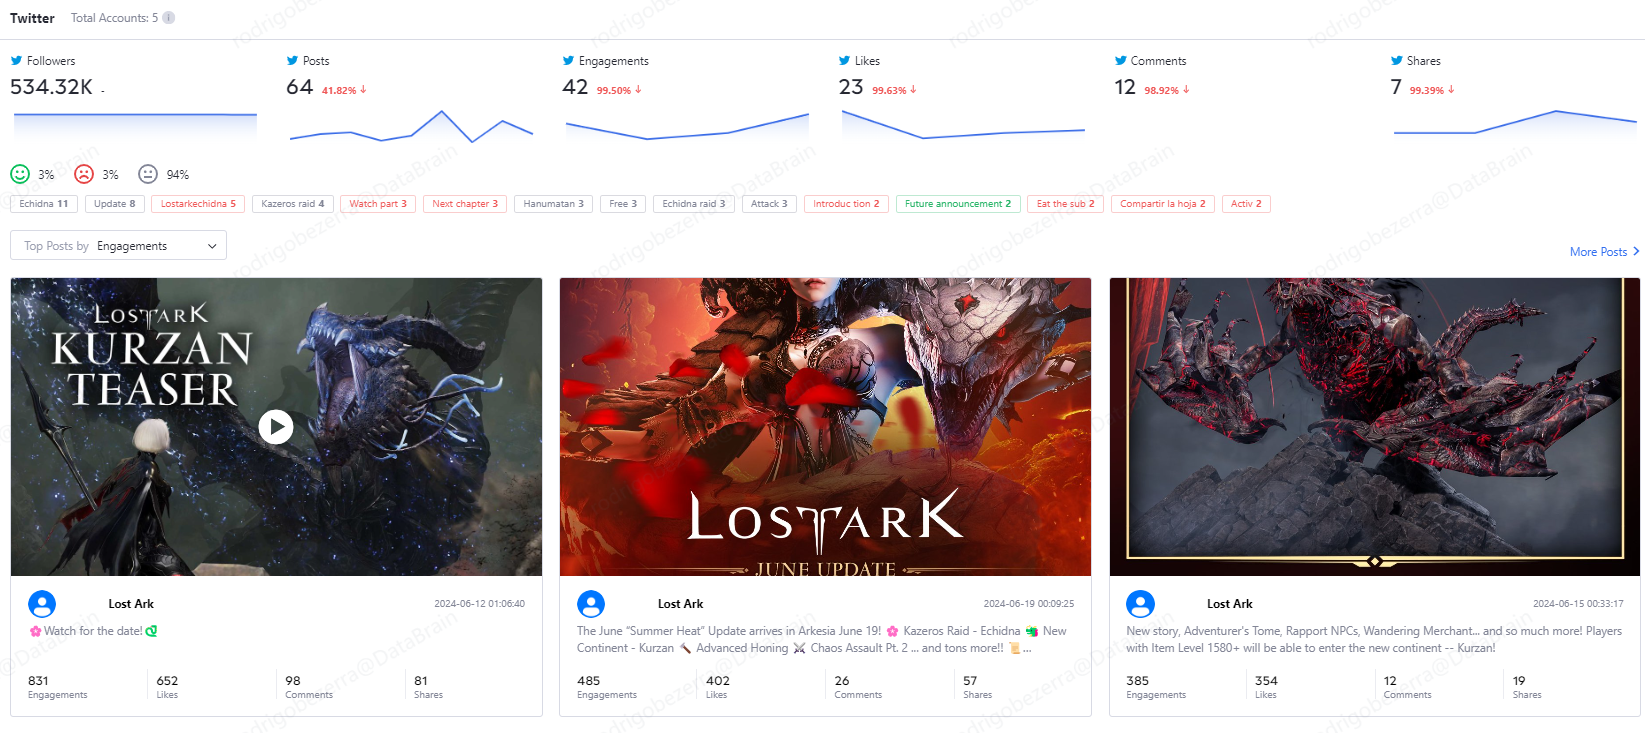 Twitter Total Accounts: 5
Followers
534.32K -
Posts
64 41.82%
Engagements
42 99.50%
Likes
23 99.63%
Comments
12 98.92%
Shares
7 99.39%
3% 3% 94%
Echidna 11 Update 8 Lostarkechidna 5 Kazeros raid 4 Watch part 3 Next chapter 3 Hanumatan 3 Free 3 Echidna raid 3 Attack 3 Introduc tion 2 Future announcement 2 Eat the sub 2 Compartir la hoja 2 Activ 2
Top Posts by Engagements
More Posts
LOST ARK
KURZAN
TEASER
Lost Ark 2024-06-12 01:06:40
🌸Watch for the date!🐉
831 652 98 81
Engagements Likes Comments Shares
LOST ARK
JUNE UPDATE
Lost Ark 2024-06-19 00:09:25
The June “Summer Heat” Update arrives in Arkesia June 19! 🌸 Kazeros Raid - Echidna 🐲 New
Continent - Kurzan 🔨 Advanced Honing ⚔️ Chaos Assault Pt. 2 ... and tons more!! 📜...
485 402 26 57
Engagements Likes Comments Shares
Lost Ark 2024-06-15 00:33:17
New story, Adventurer's Tome, Rapport NPCs, Wandering Merchant... and so much more! Players
with Item Level 1580+ will be able to enter the new continent -- Kurzan!
385 354 12 19
Engagements Likes Comments Shares
rodrigobezerra@DataBrain